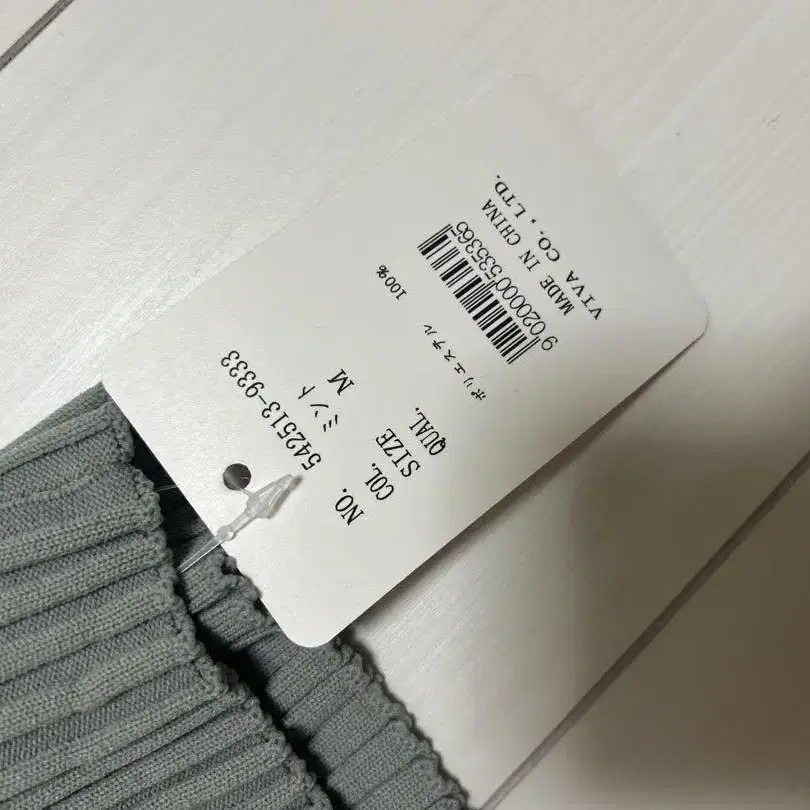 NO. 542513-9333
COL. ミント
SIZE M
QUAL.
ポリエステル 100%
9020000535365
MADE IN CHINA
VIVA CO., LTD.